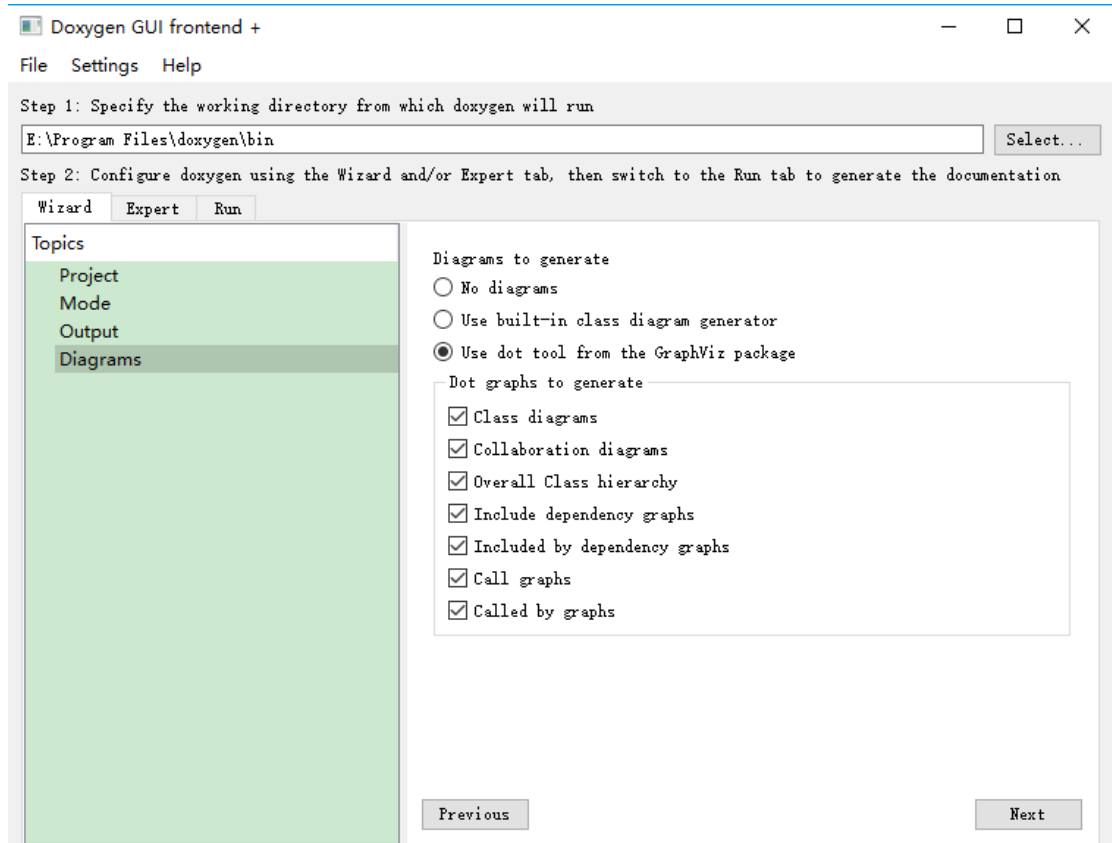 Doxygen GUI frontend +
File Settings Help
Step 1: Specify the working directory from which doxygen will run
E:\Program Files\doxygen\bin
Select...
Step 2: Configure doxygen using the Wizard and/or Expert tab, then switch to the Run tab to generate the documentation
Wizard Expert Run
Topics
Project
Mode
Output
Diagrams
Diagrams to generate
No diagrams
Use built-in class diagram generator
Use dot tool from the GraphViz package
Dot graphs to generate
Class diagrams
Collaboration diagrams
Overall Class hierarchy
Include dependency graphs
Included by dependency graphs
Call graphs
Called by graphs
Previous
Next